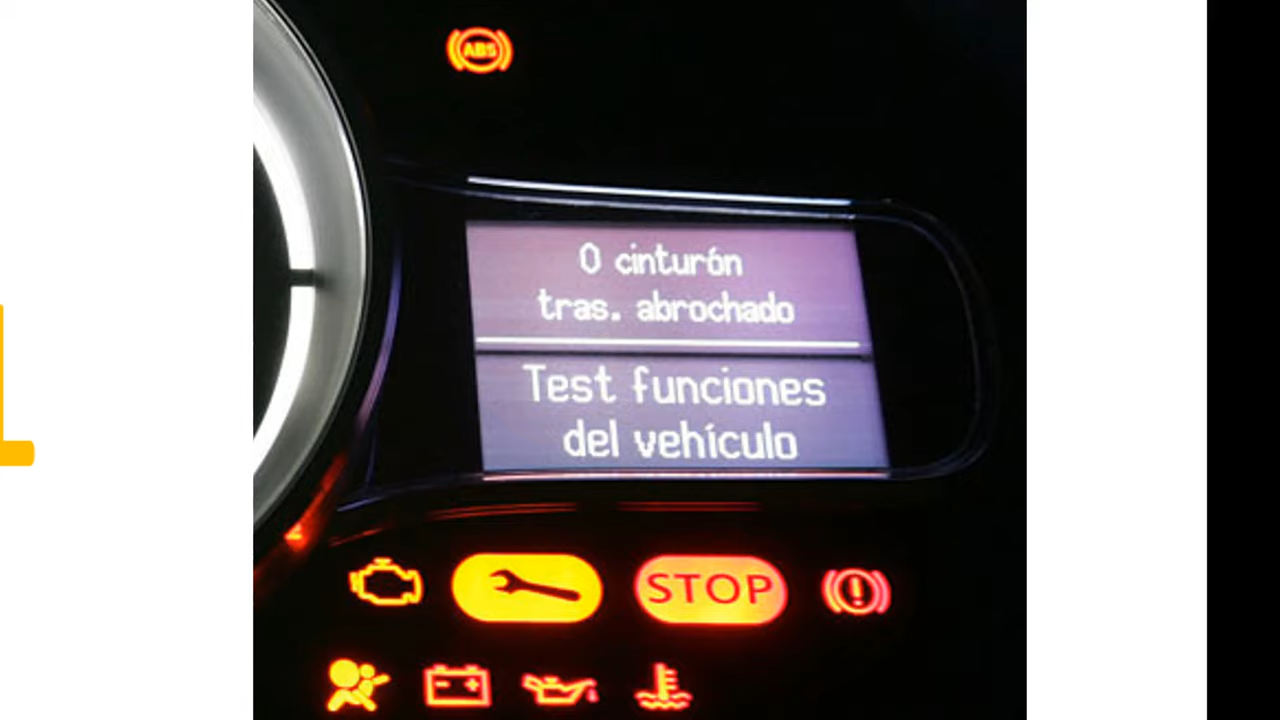 ABS
0 cinturón
tras. abrochado
Test funciones
del vehículo
STOP